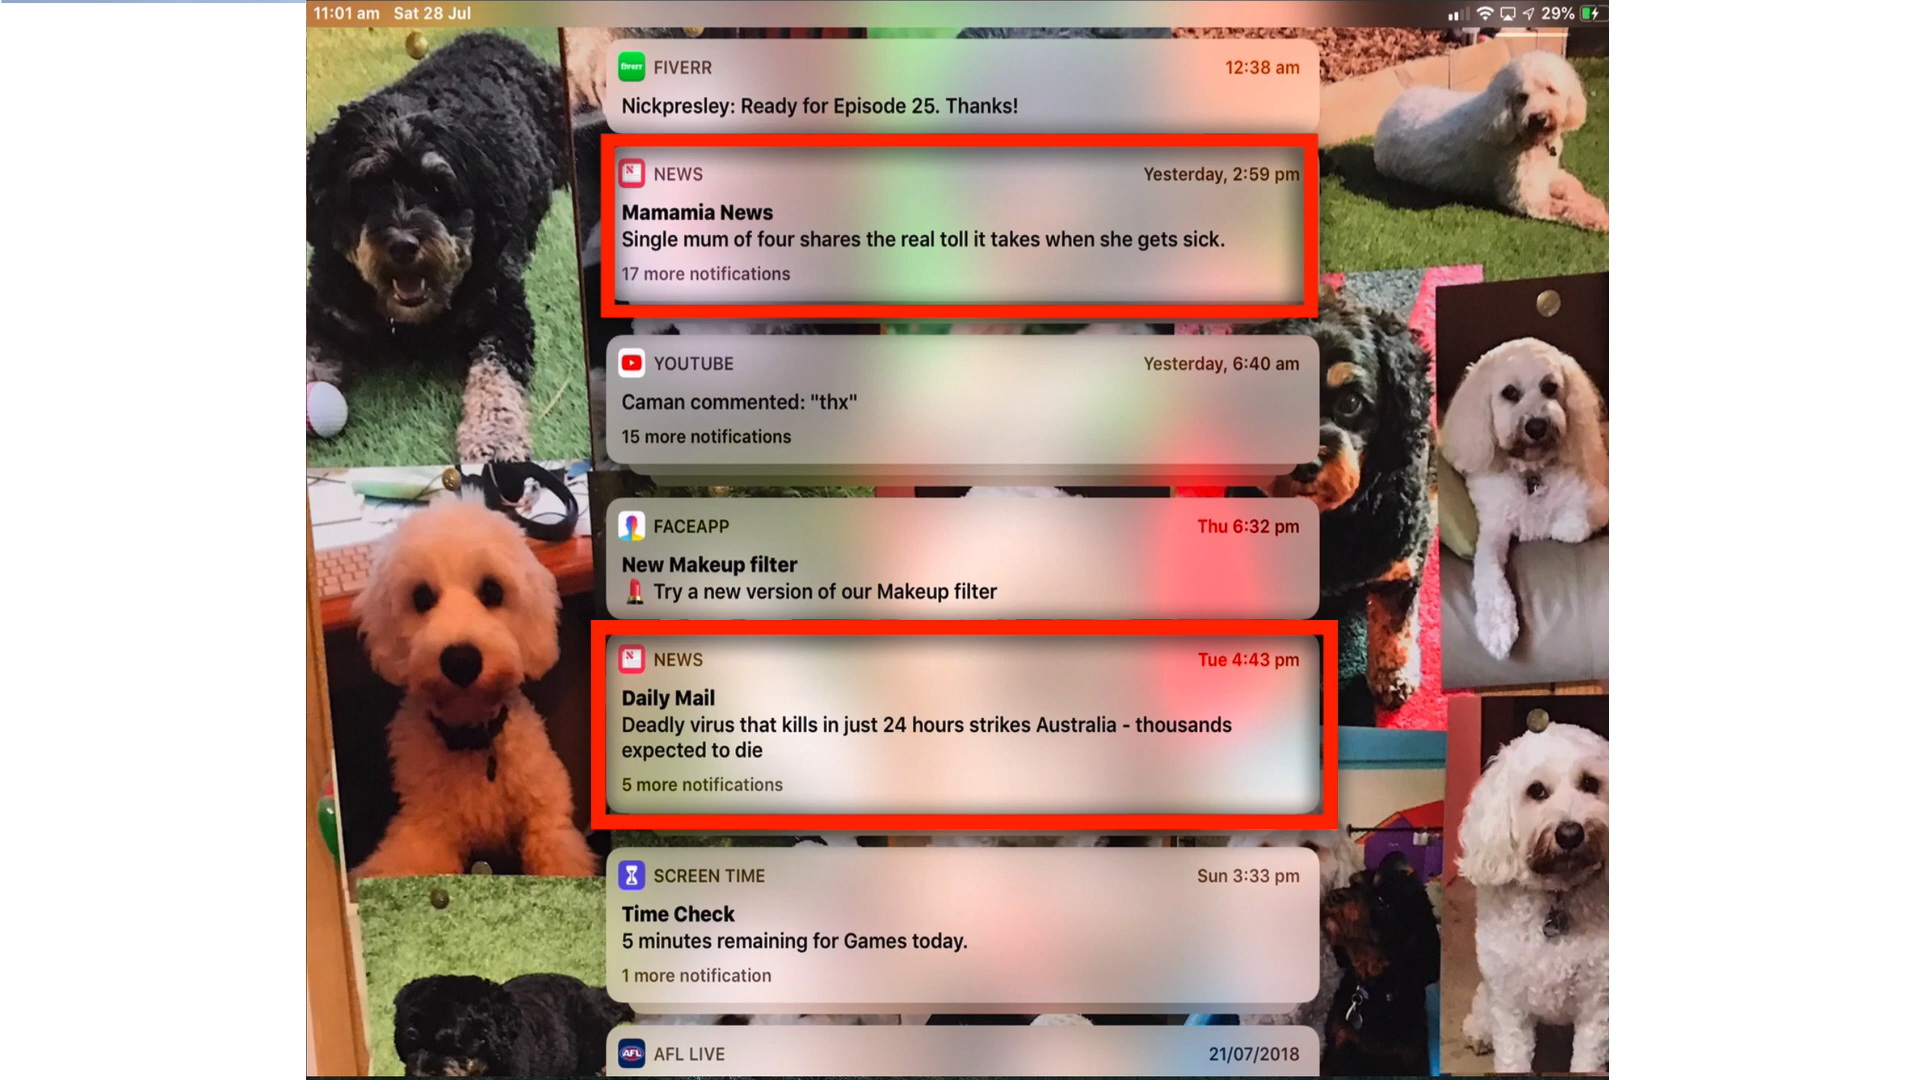 11:01 am Sat 28 Jul
29%
fiverr FIVERR 12:38 am
Nickpresley: Ready for Episode 25. Thanks!
NEWS Yesterday, 2:59 pm
Mamamia News
Single mum of four shares the real toll it takes when she gets sick.
17 more notifications
YOUTUBE Yesterday, 6:40 am
Caman commented: "thx"
15 more notifications
FACEAPP Thu 6:32 pm
New Makeup filter
Try a new version of our Makeup filter
NEWS Tue 4:43 pm
Daily Mail
Deadly virus that kills in just 24 hours strikes Australia - thousands
expected to die
5 more notifications
SCREEN TIME Sun 3:33 pm
Time Check
5 minutes remaining for Games today.
1 more notification
AFL AFL LIVE 21/07/2018